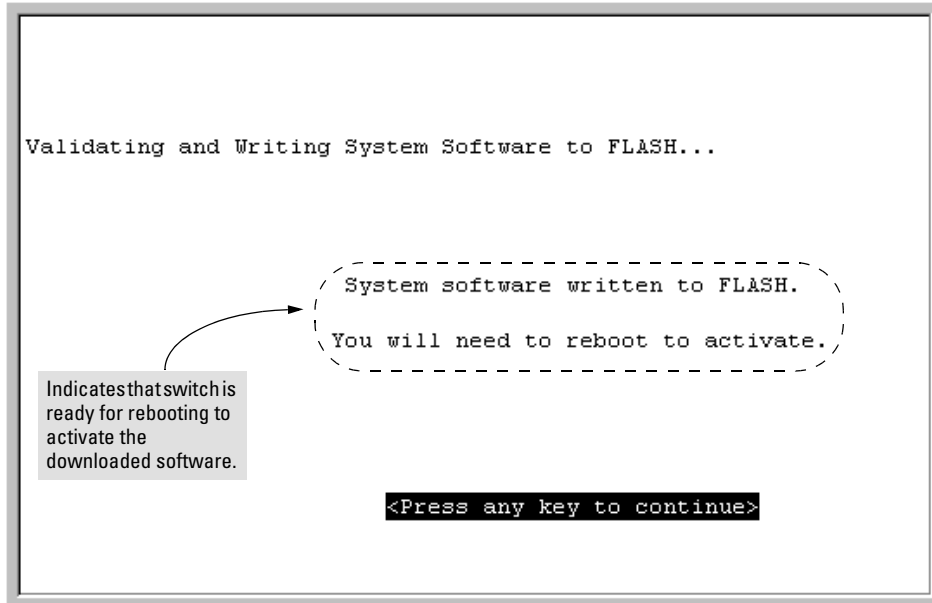 Validating and Writing System Software to FLASH...
System software written to FLASH.
You will need to reboot to activate.
Indicates that switch is
ready for rebooting to
activate the
downloaded software.
<Press any key to continue>